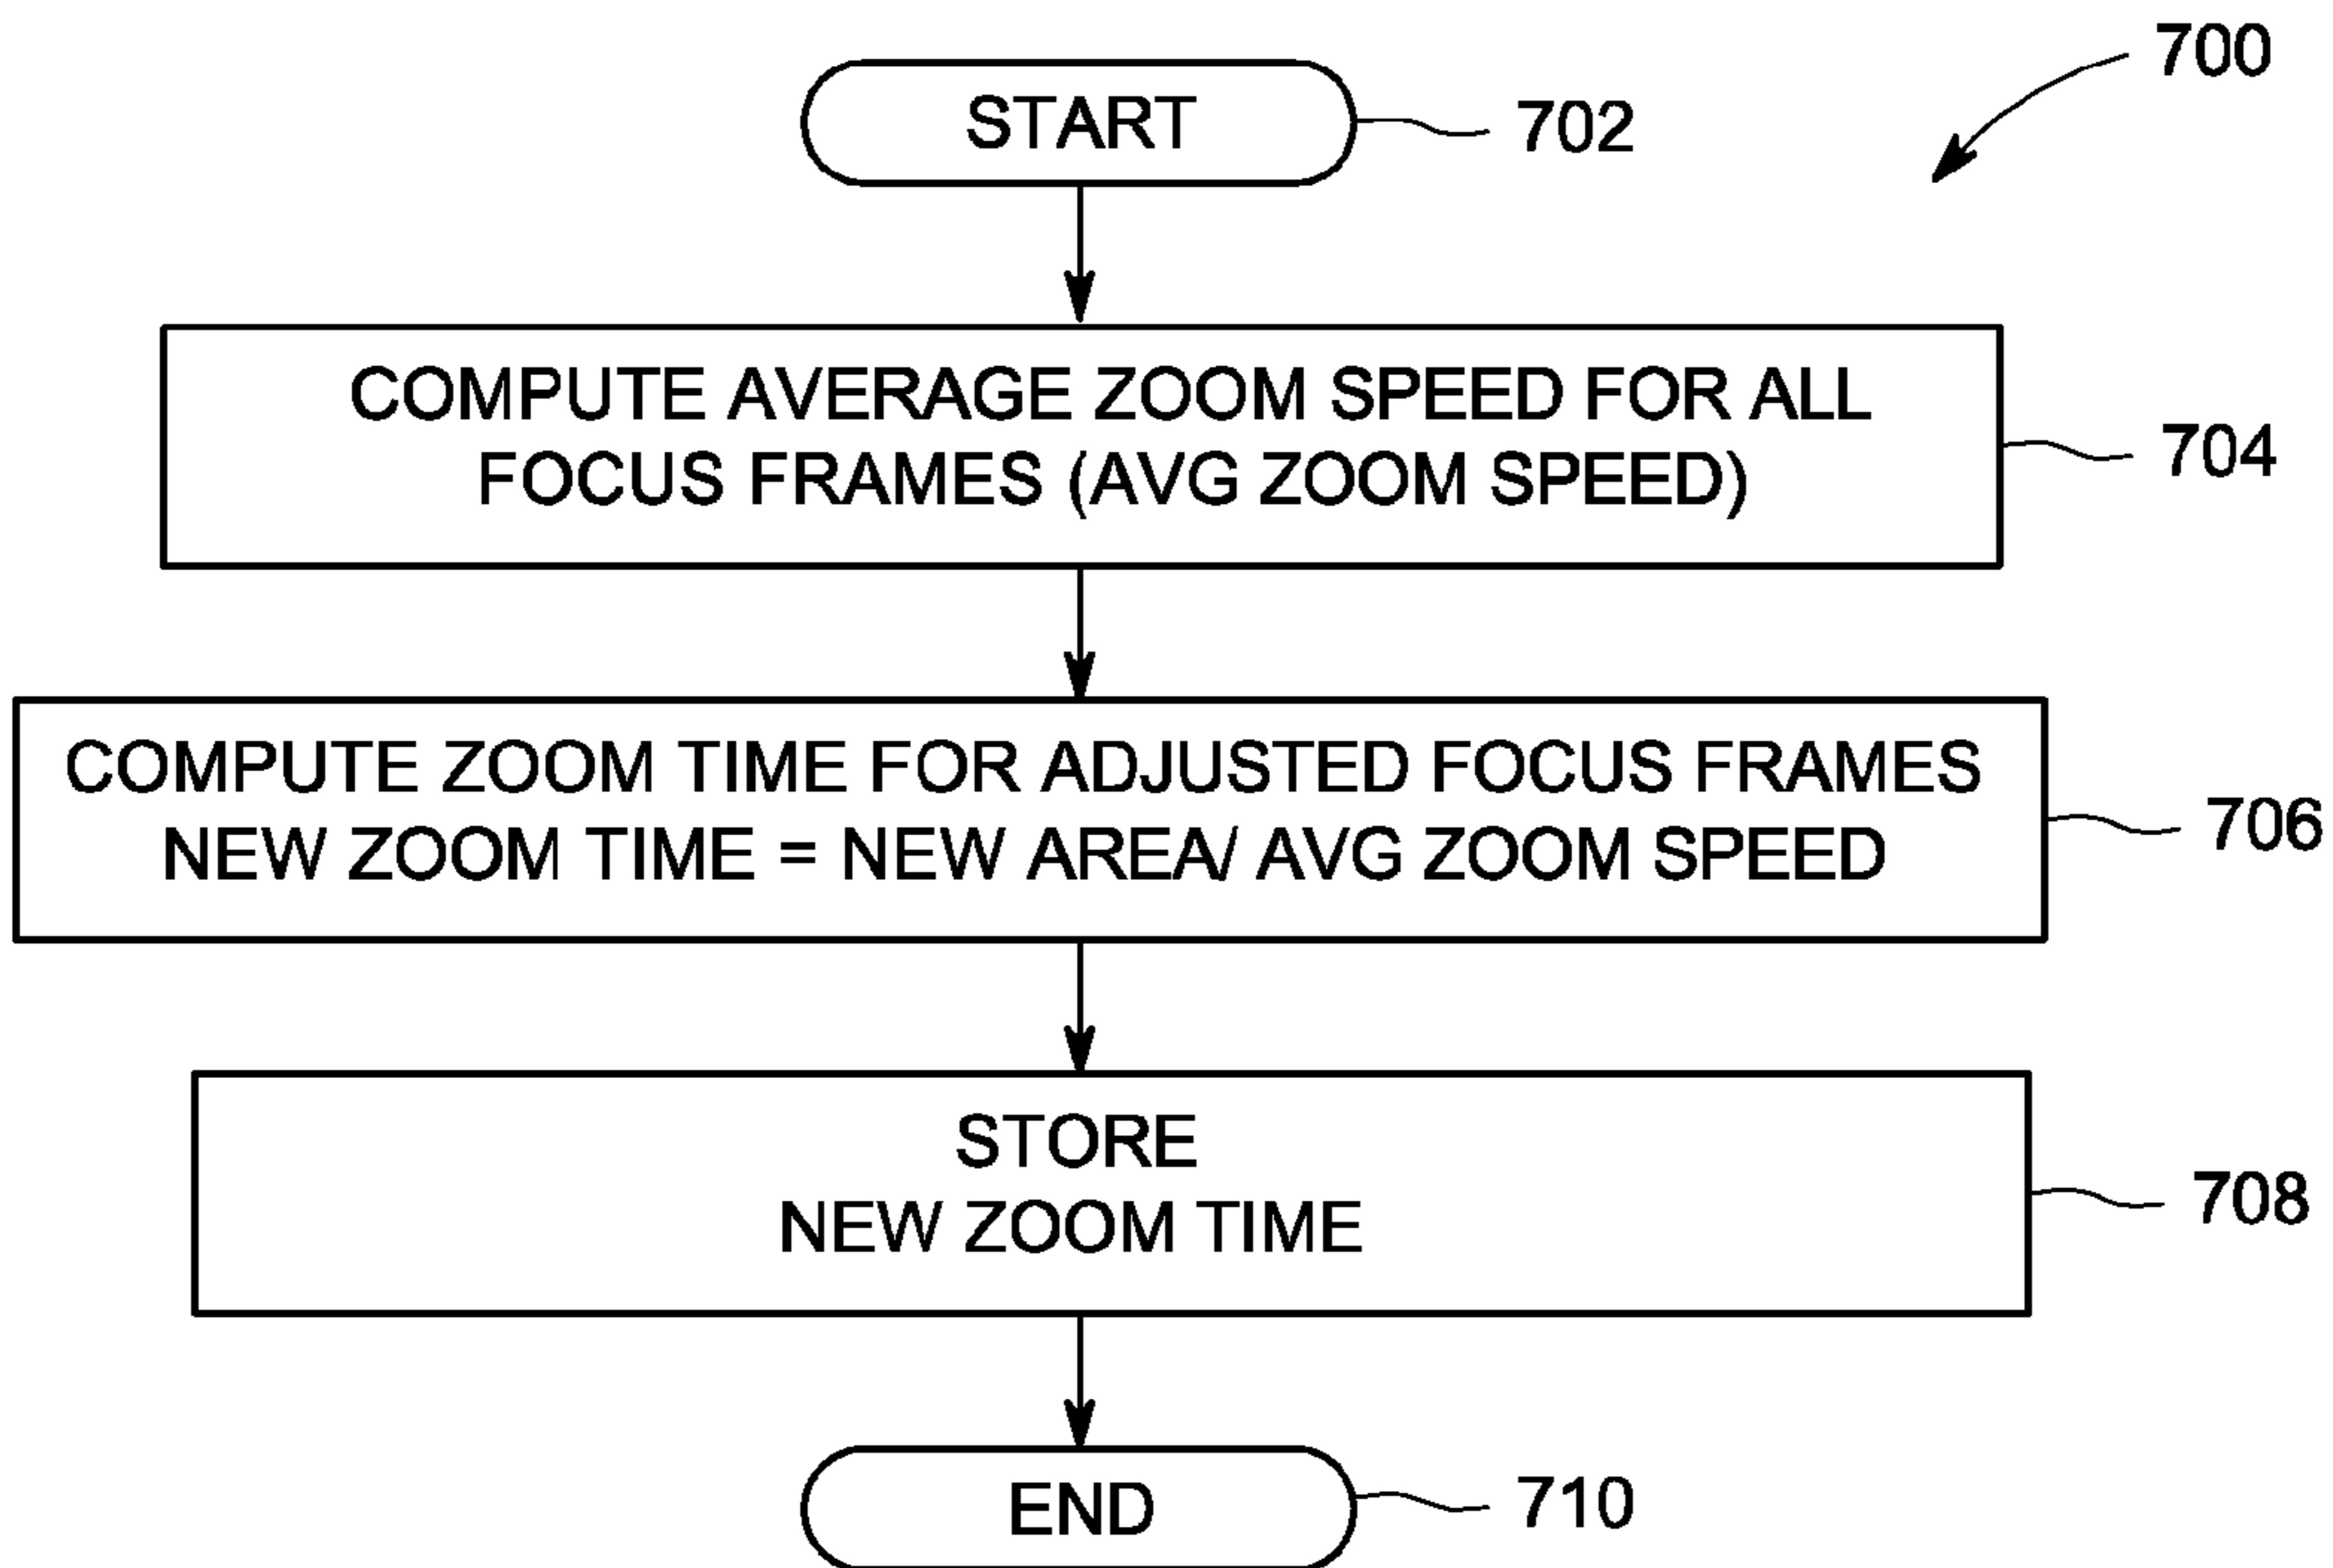 700
START
702
COMPUTE AVERAGE ZOOM SPEED FOR ALL
FOCUS FRAMES (AVG ZOOM SPEED)
704
COMPUTE ZOOM TIME FOR ADJUSTED FOCUS FRAMES
NEW ZOOM TIME = NEW AREA/ AVG ZOOM SPEED
706
STORE
NEW ZOOM TIME
708
END
710